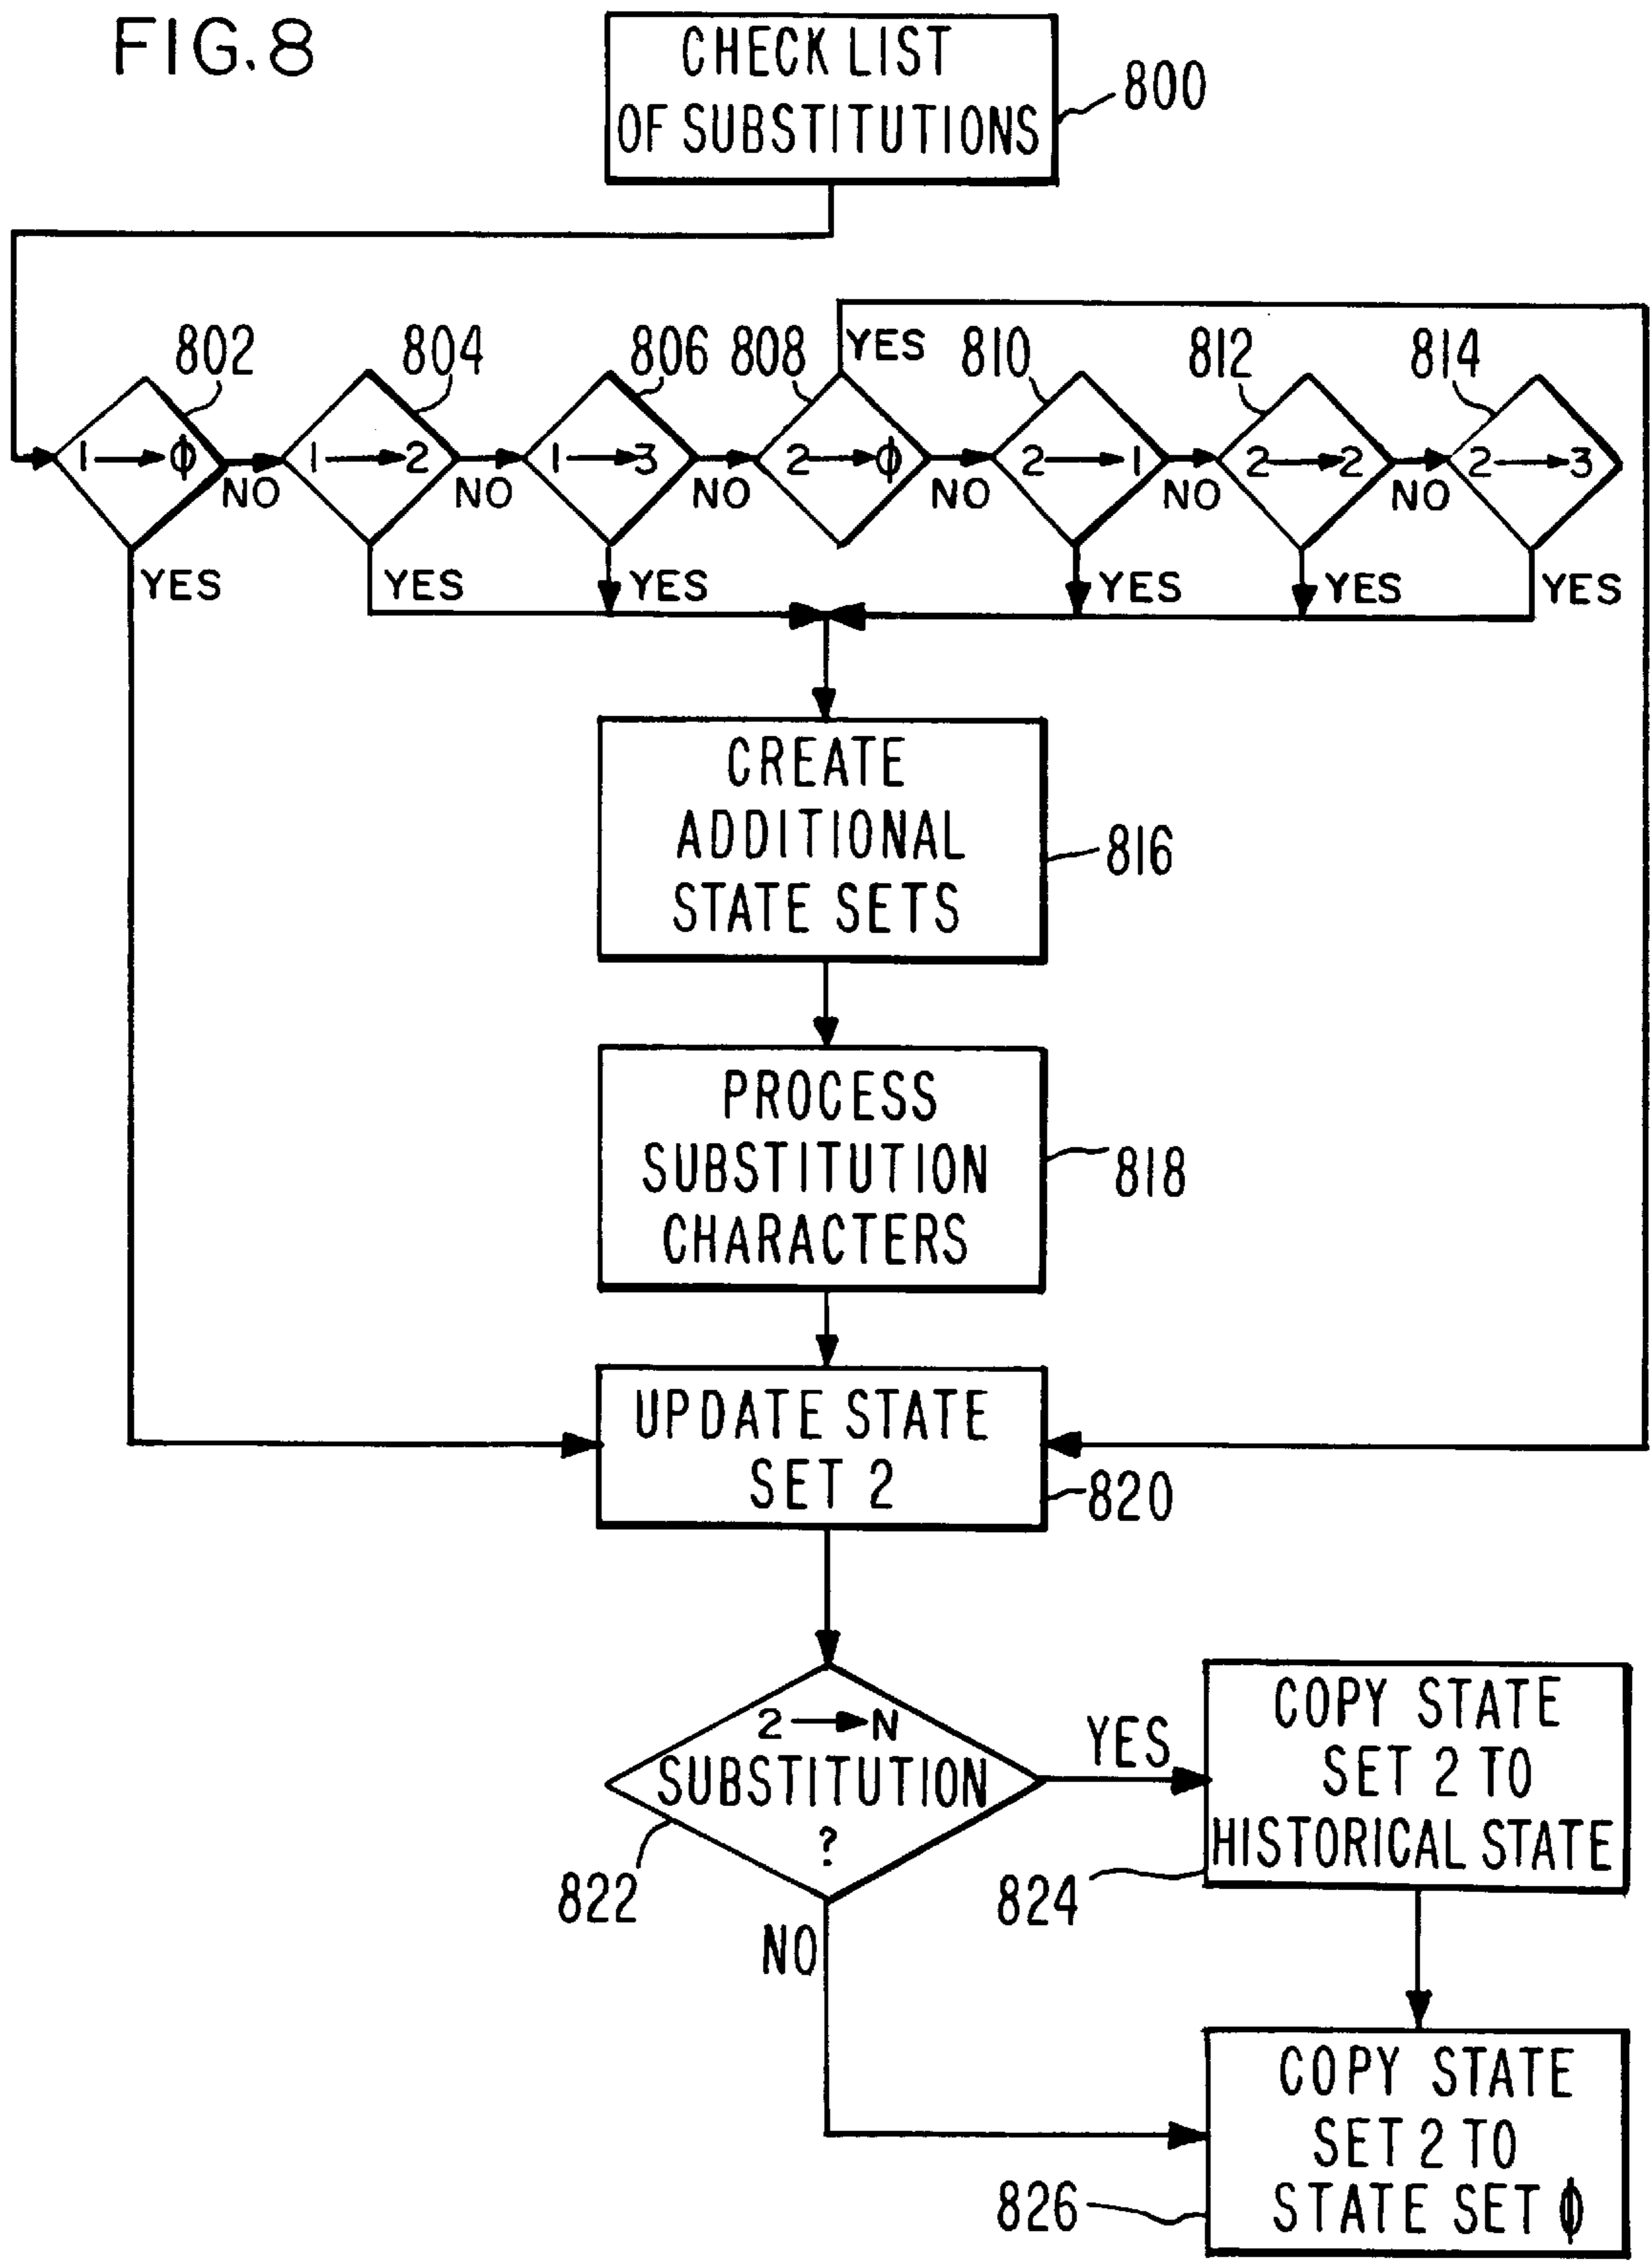 FIG. 8
CHECK LIST
OF SUBSTITUTIONS
800
802
804
806
808
YES
810
812
814
1 → ϕ
NO
1 → 2
NO
1 → 3
NO
2 → ϕ
NO
2 → 1
NO
2 → 2
NO
2 → 3
YES
YES
YES
YES
YES
YES
CREATE
ADDITIONAL
STATE SETS
816
PROCESS
SUBSTITUTION
CHARACTERS
818
UPDATE STATE
SET 2
820
2 → N
SUBSTITUTION
?
822
YES
NO
COPY STATE
SET 2 TO
HISTORICAL STATE
824
COPY STATE
SET 2 TO
STATE SET ϕ
826